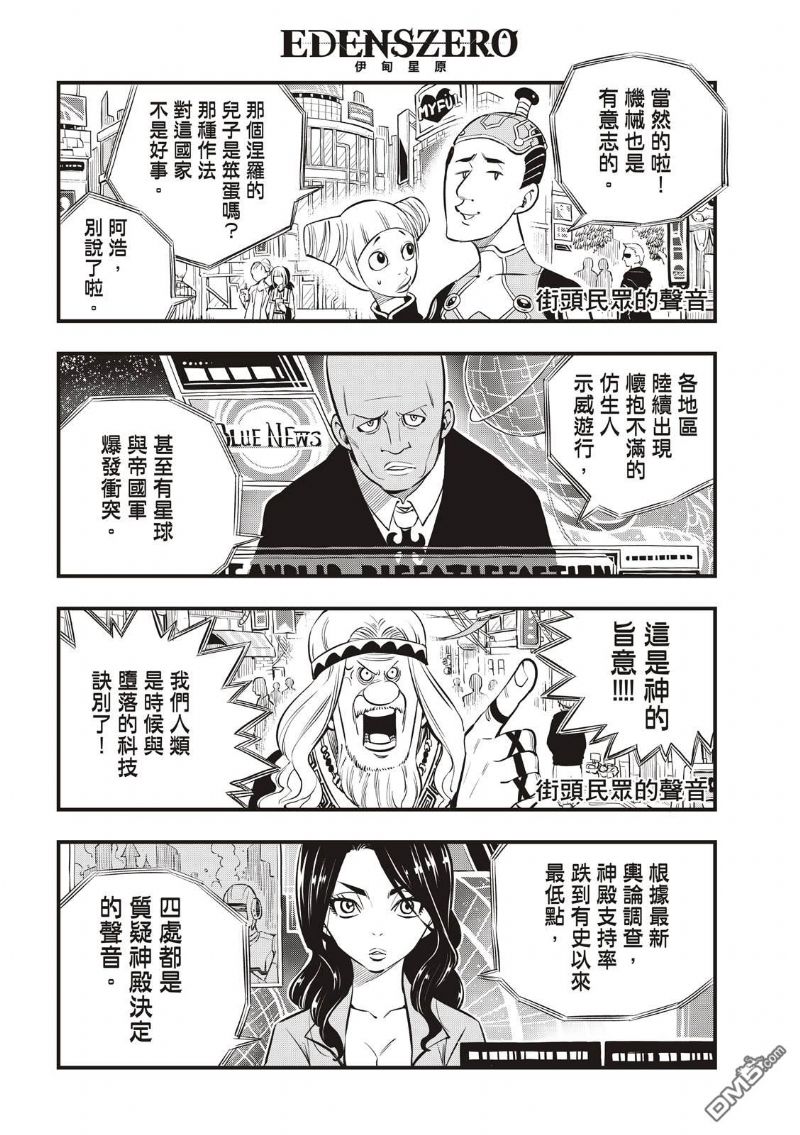 EDENSZERO
伊甸星原
當然的啦！
機械也是
有意志的。
MYFUL
那個涅羅的
兒子是笨蛋嗎？
那種作法
對這國家
不是好事。
阿浩，
別說了啦。
街頭民眾的聲音
各地區
陸續出現
懷抱不滿的
仿生人
示威遊行，
BLUE NEWS
甚至有星球
與帝國軍
爆發衝突。
這是神的
旨意!!!!
我們人類
是時候與
墮落的科技
訣別了！
街頭民眾的聲音
根據最新
輿論調查，
神殿支持率
跌到有史以來
最低點，
四處都是
質疑神殿決定
的聲音。
DM5.com